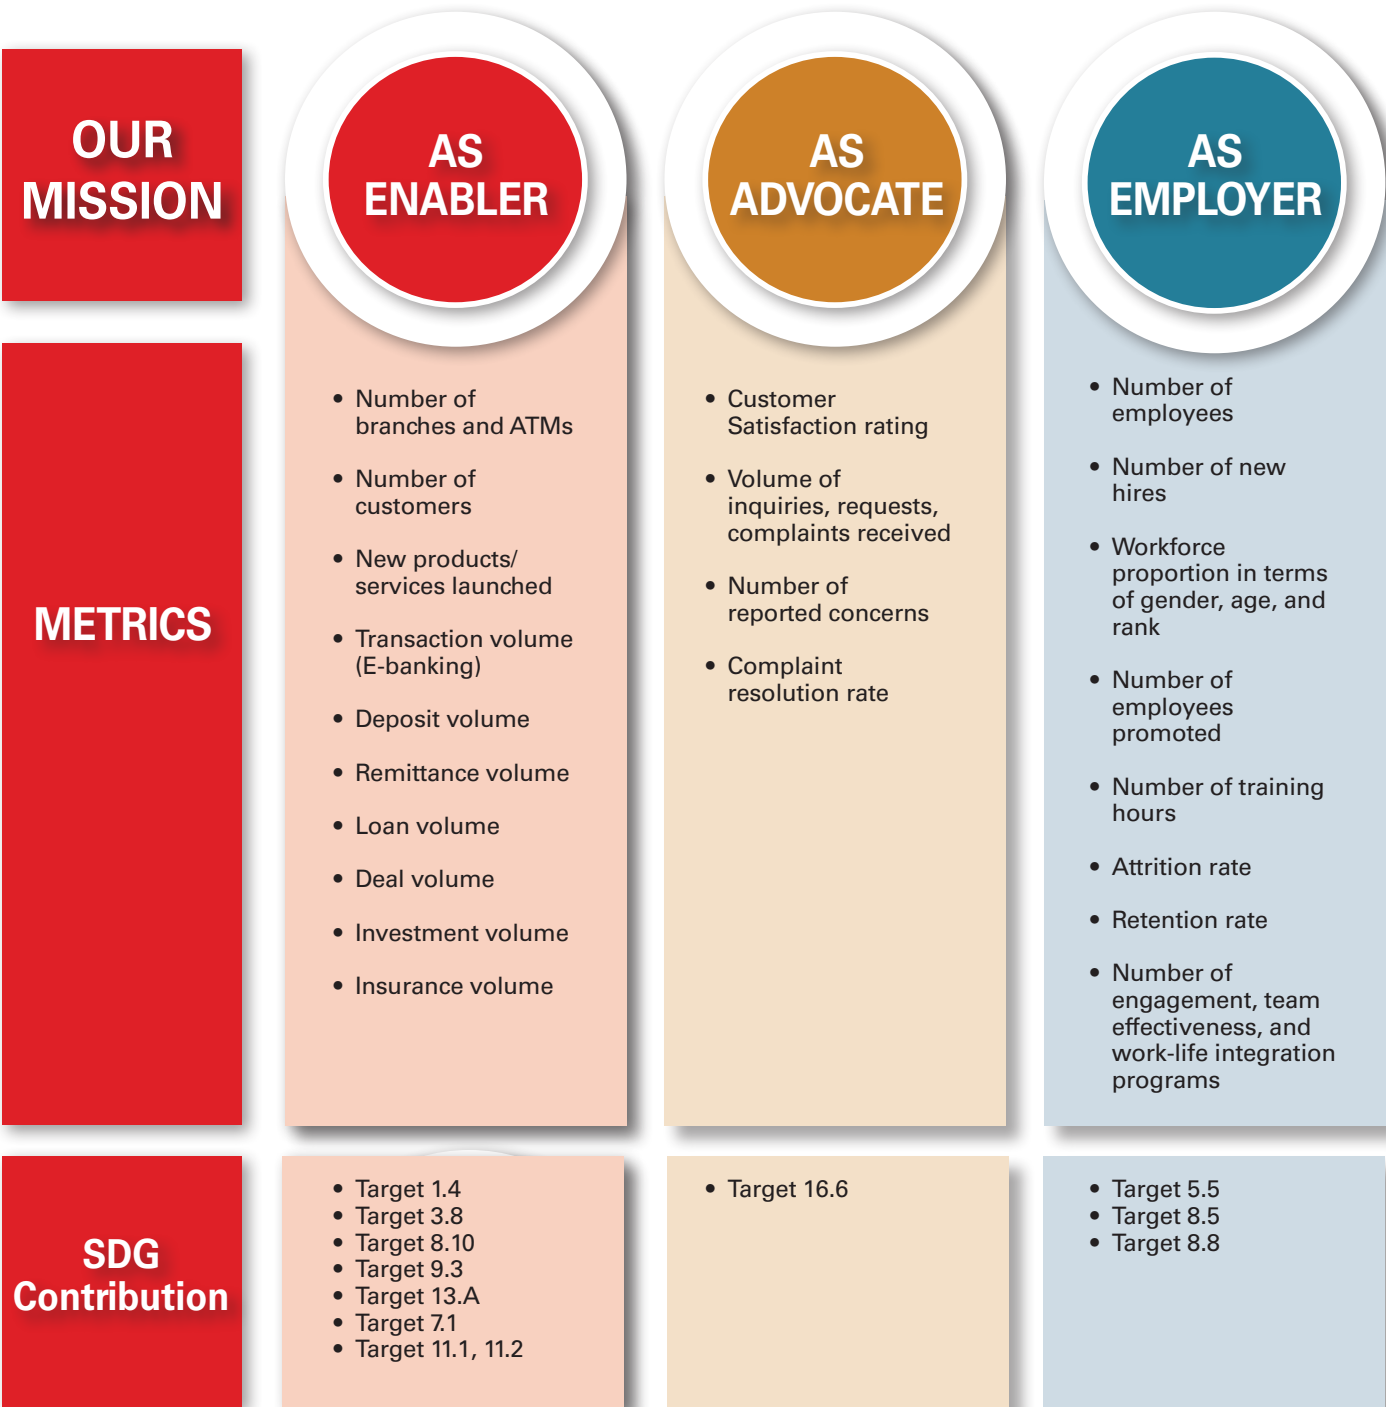 OUR
MISSION
AS
ENABLER
AS
ADVOCATE
AS
EMPLOYER
METRICS
• Number of
branches and ATMs
• Number of
customers
• New products/
services launched
• Transaction volume
(E-banking)
• Deposit volume
• Remittance volume
• Loan volume
• Deal volume
• Investment volume
• Insurance volume
• Customer
Satisfaction rating
• Volume of
inquiries, requests,
complaints received
• Number of
reported concerns
• Complaint
resolution rate
• Number of
employees
• Number of new
hires
• Workforce
proportion in terms
of gender, age, and
rank
• Number of
employees
promoted
• Number of training
hours
• Attrition rate
• Retention rate
• Number of
engagement, team
effectiveness, and
work-life integration
programs
SDG
Contribution
• Target 1.4
• Target 3.8
• Target 8.10
• Target 9.3
• Target 13.A
• Target 7.1
• Target 11.1, 11.2
• Target 16.6
• Target 5.5
• Target 8.5
• Target 8.8